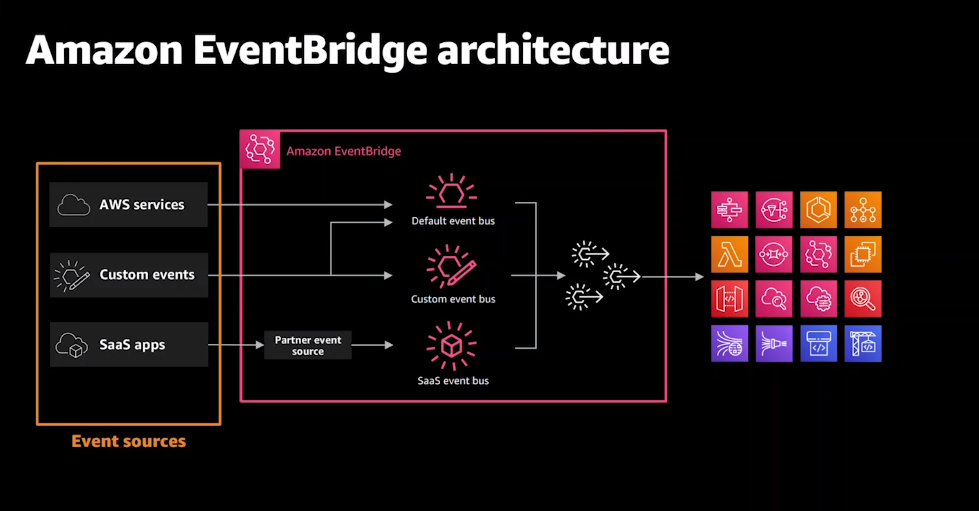 Amazon EventBridge architecture
Amazon EventBridge
AWS services
Default event bus
Custom events
Custom event bus
SaaS apps
Partner event
source
SaaS event bus
Event sources